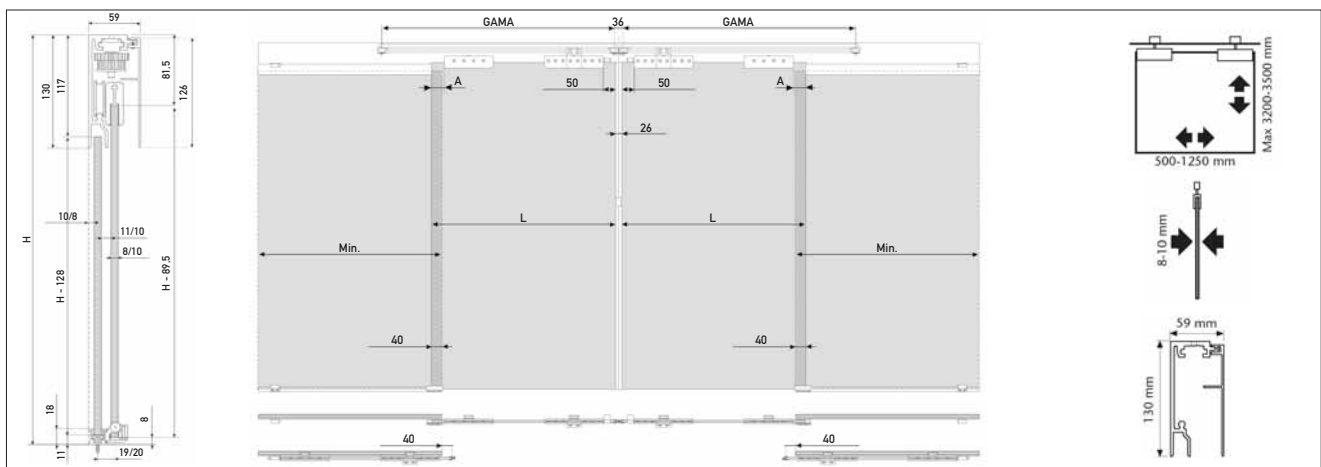 59
130
117
81,5
126
10/8
11/10
8/10
H
H - 128
H - 89,5
18
8
11
19/20
GAMA
36
GAMA
A
50
50
A
26
L
L
Min.
Min.
40
40
40
40
Max 3200-3500 mm
500-1250 mm
8-10 mm
59 mm
130 mm